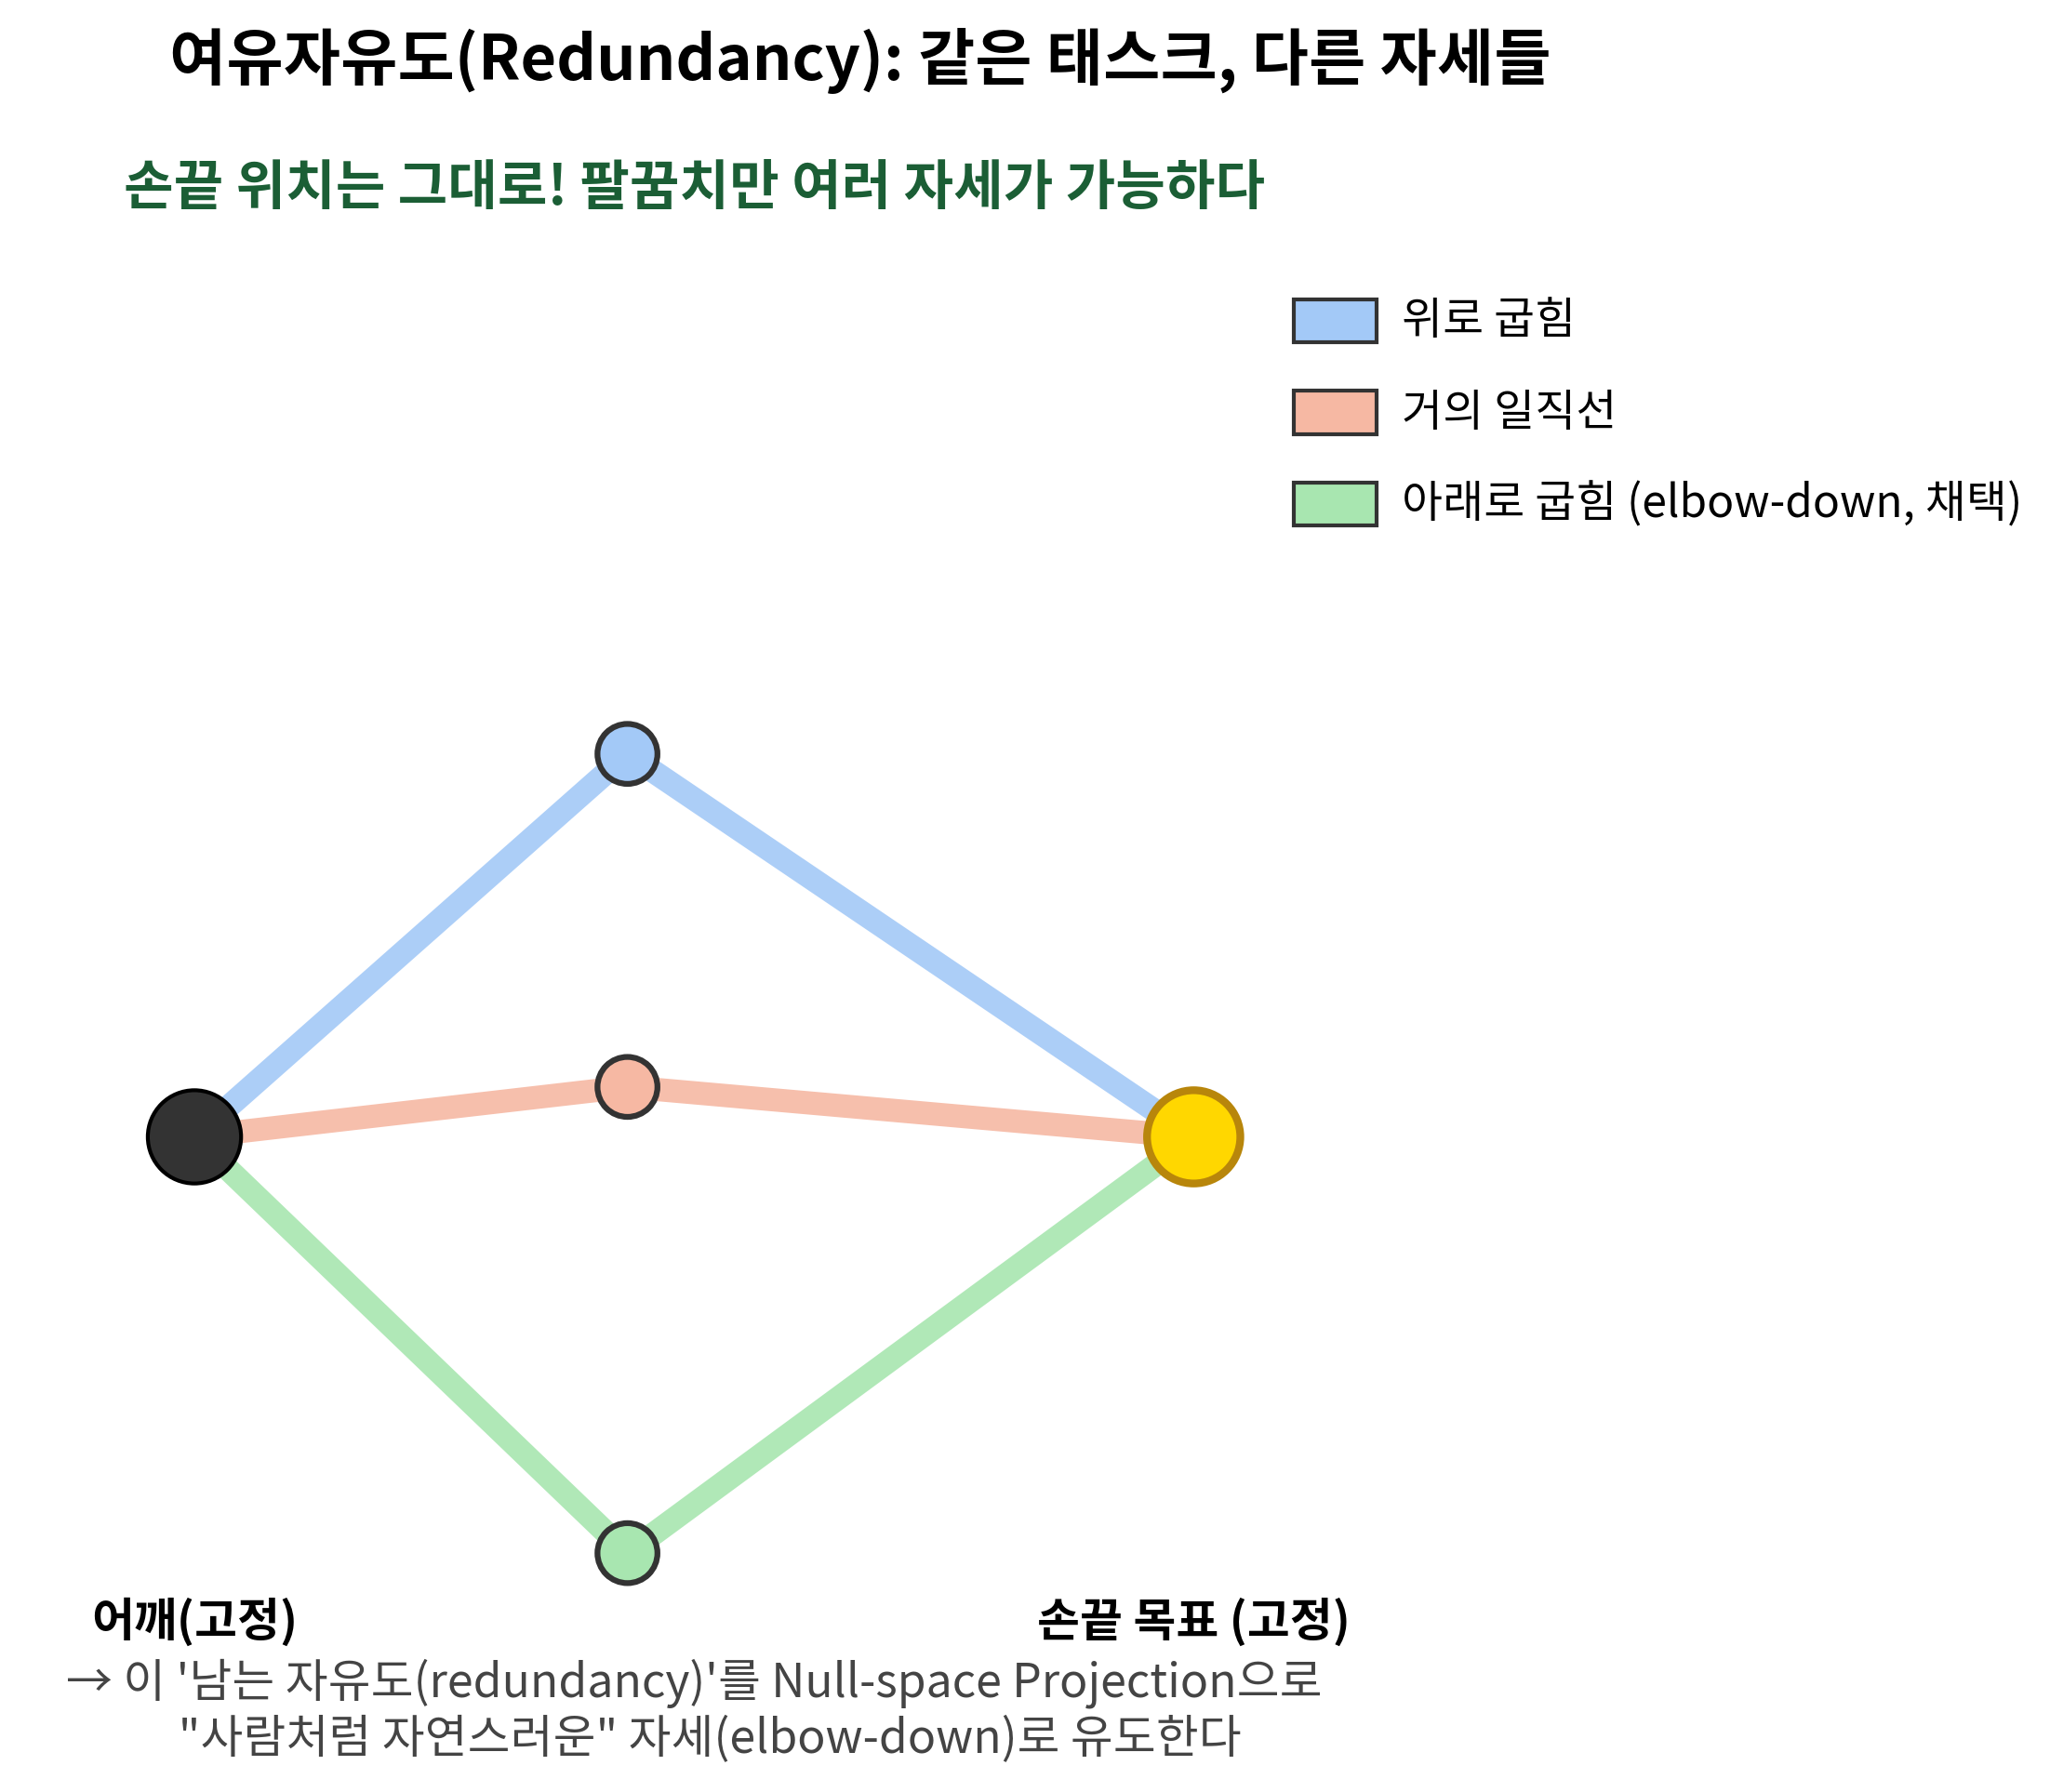 여유자유도(Redundancy): 같은 태스크, 다른 자세들
손끝 위치는 그대로! 팔꿈치만 여러 자세가 가능하다
위로 굽힘
거의 일직선
아래로 굽힘 (elbow-down, 채택)
어깨(고정)
손끝 목표 (고정)
→ 이 '남는 자유도(redundancy)'를 Null-space Projection으로
"사람처럼 자연스러운" 자세(elbow-down)로 유도한다